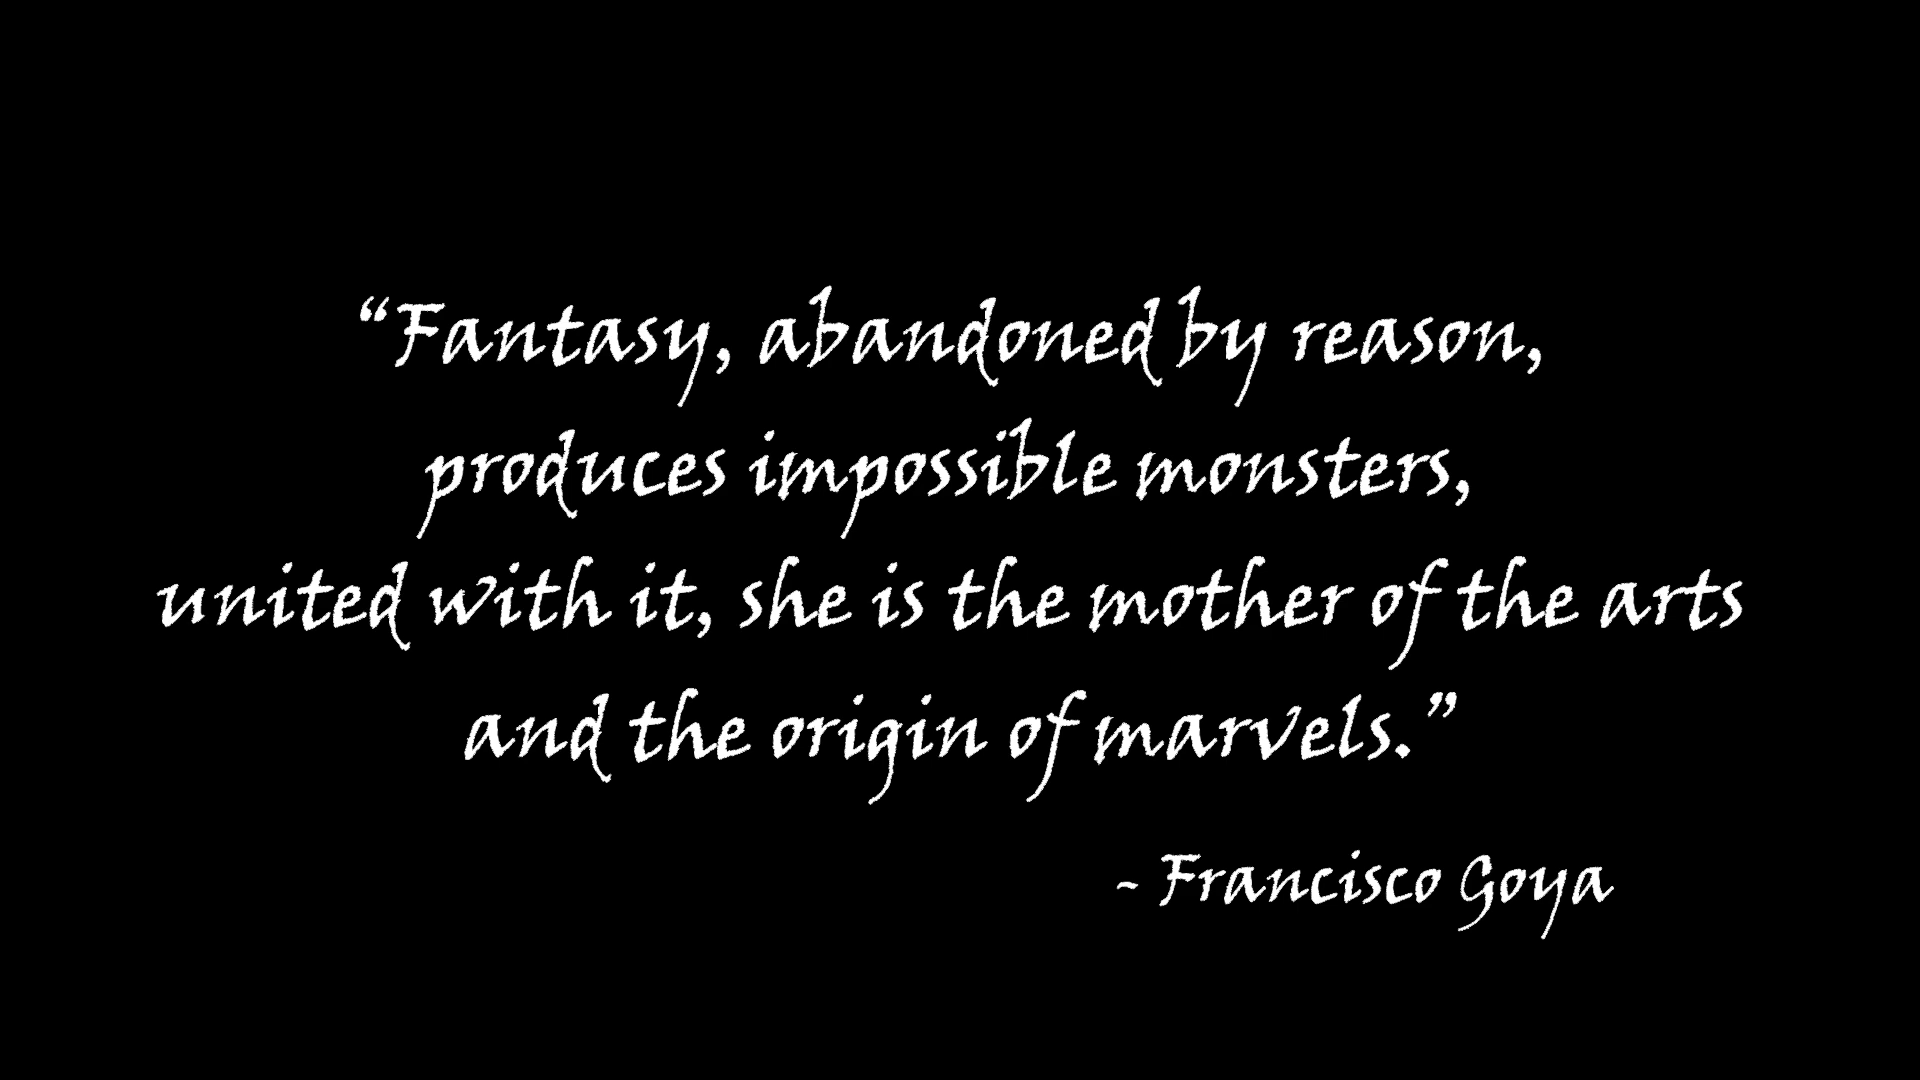 “Fantasy, abandoned by reason,
produces impossible monsters,
united with it, she is the mother of the arts
and the origin of marvels.”
- Francisco Goya